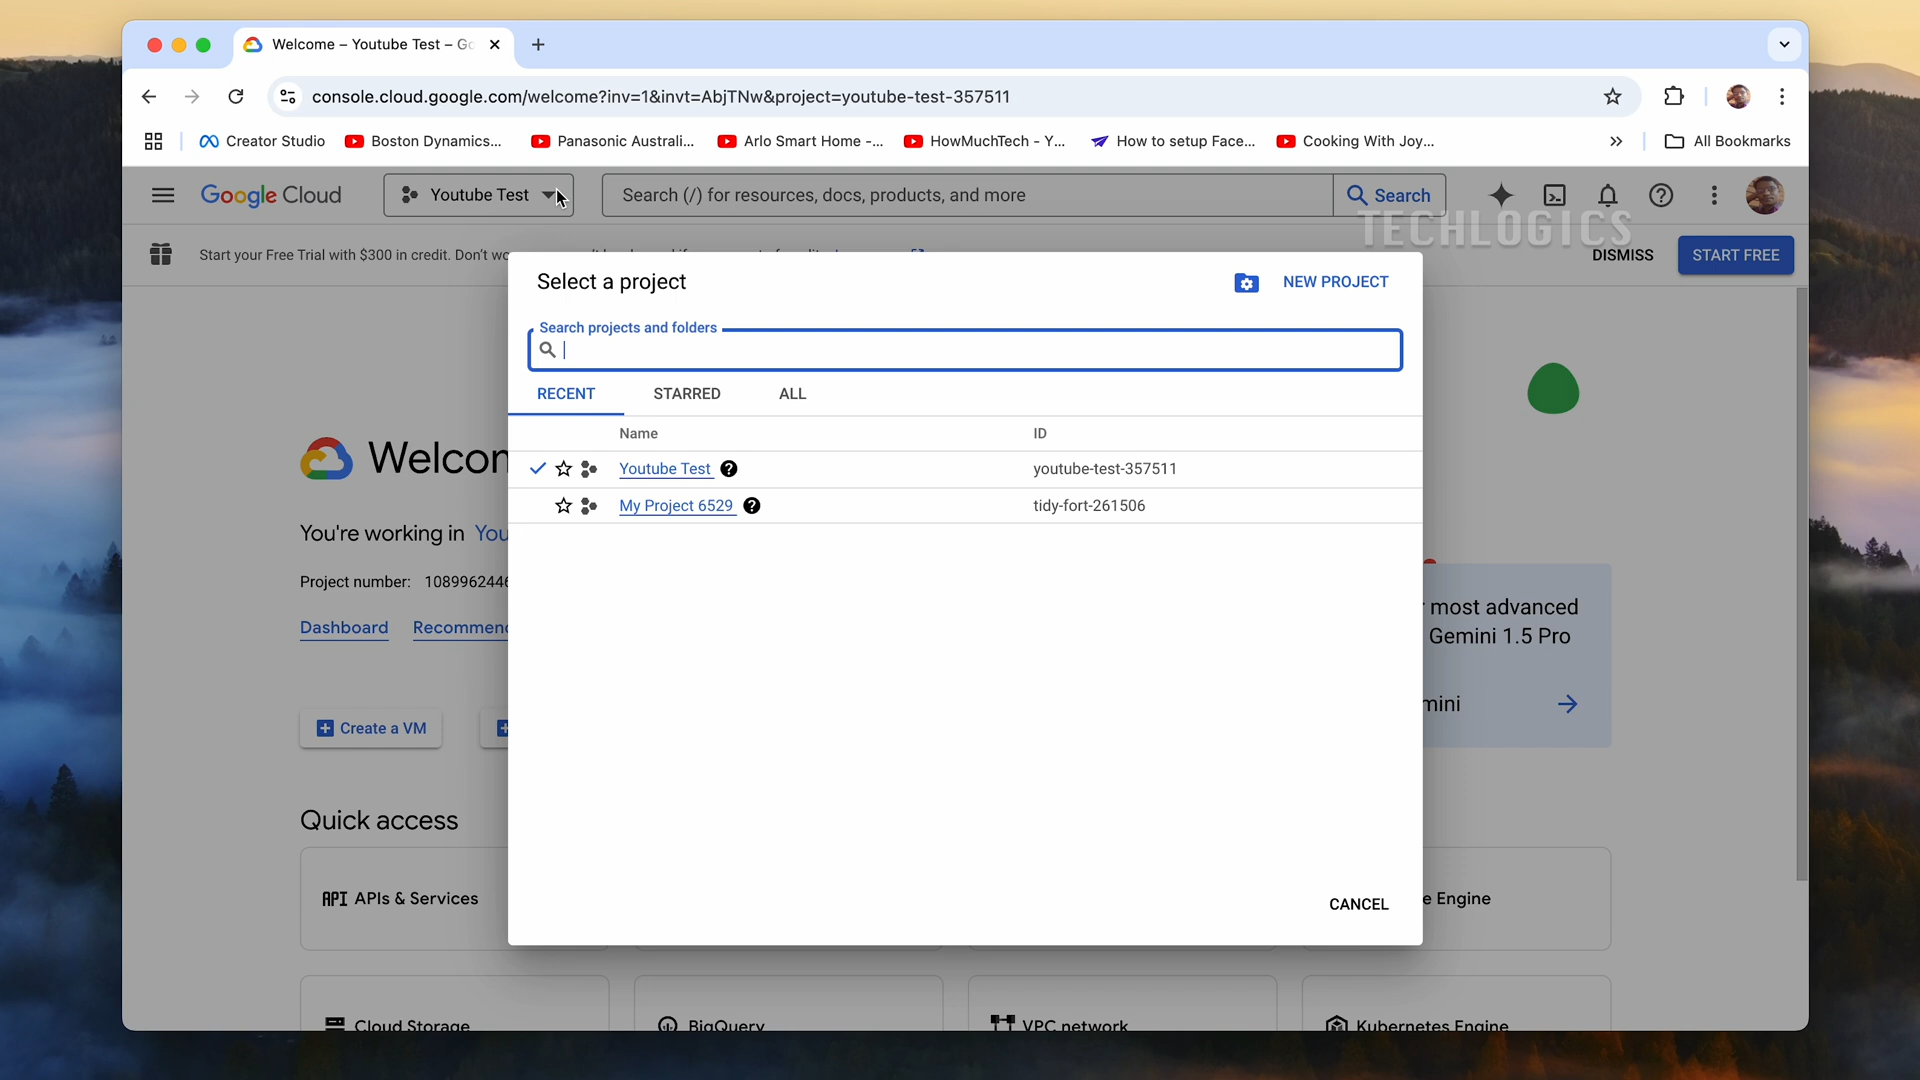 Welcome – Youtube Test – Go
console.cloud.google.com/welcome?inv=1&invt=AbjTNw&project=youtube-test-357511
Creator Studio Boston Dynamics... Panasonic Australi... Arlo Smart Home -... HowMuchTech - Y... How to setup Face... Cooking With Joy... » All Bookmarks
Google Cloud Youtube Test Search (/) for resources, docs, products, and more Search
TECHLOGICS
Start your Free Trial with $300 in credit. Don't DISMISS START FREE
Select a project NEW PROJECT
Search projects and folders
RECENT STARRED ALL
Name ID
Youtube Test youtube-test-357511
My Project 6529 tidy-fort-261506
CANCEL
Welcom
You're working in You
Project number: 1089962446
Dashboard Recommend
most advanced
Gemini 1.5 Pro
mini
Create a VM
Quick access
API APIs & Services e Engine
Cloud Storage BigQuery VPC network Kubernetes Engine